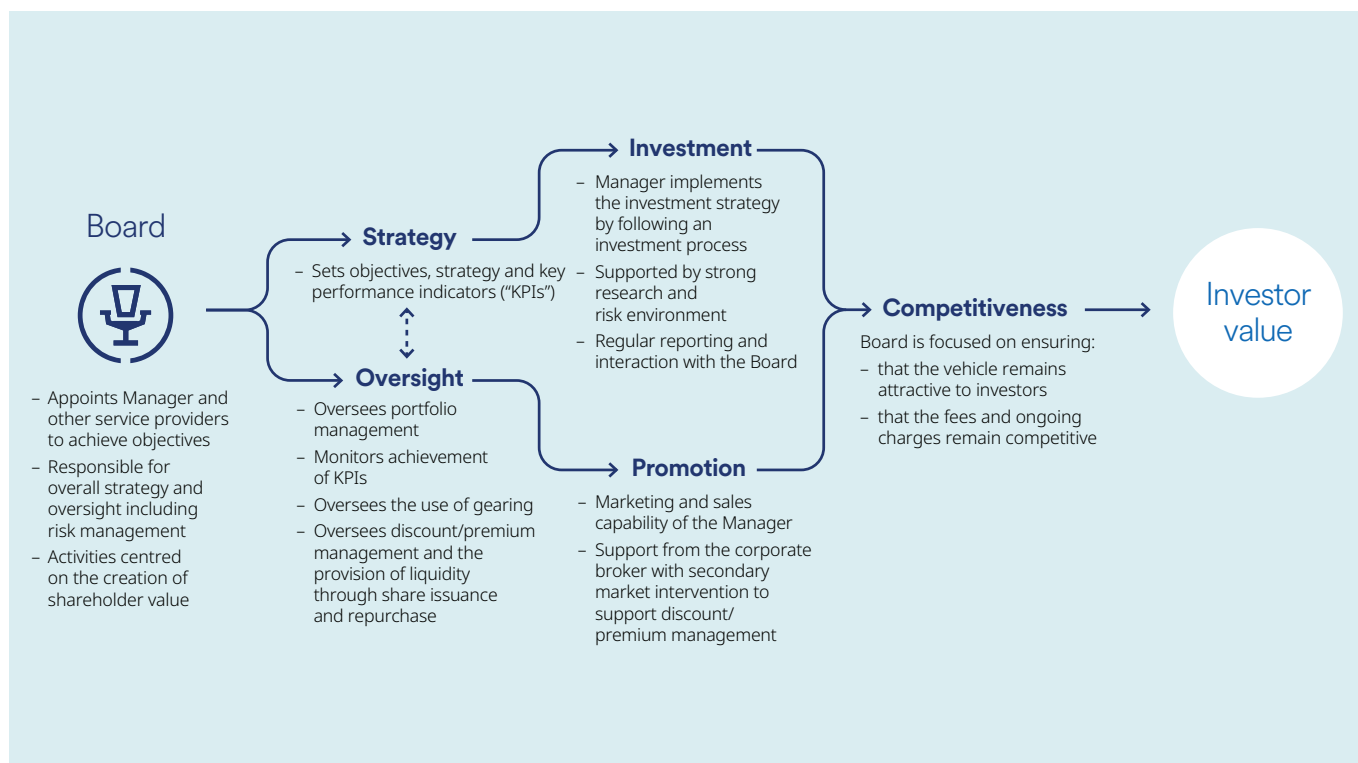 Board
– Appoints Manager and
other service providers
to achieve objectives
– Responsible for
overall strategy and
oversight including
risk management
– Activities centred
on the creation of
shareholder value
Strategy
– Sets objectives, strategy and key
performance indicators (“KPIs”)
Oversight
– Oversees portfolio
management
– Monitors achievement
of KPIs
– Oversees the use of gearing
– Oversees discount/premium
management and the
provision of liquidity
through share issuance
and repurchase
Investment
– Manager implements
the investment strategy
by following an
investment process
– Supported by strong
research and
risk environment
– Regular reporting and
interaction with the Board
Promotion
– Marketing and sales
capability of the Manager
– Support from the corporate
broker with secondary
market intervention to
support discount/
premium management
Competitiveness
Board is focused on ensuring:
– that the vehicle remains
attractive to investors
– that the fees and ongoing
charges remain competitive
Investor
value